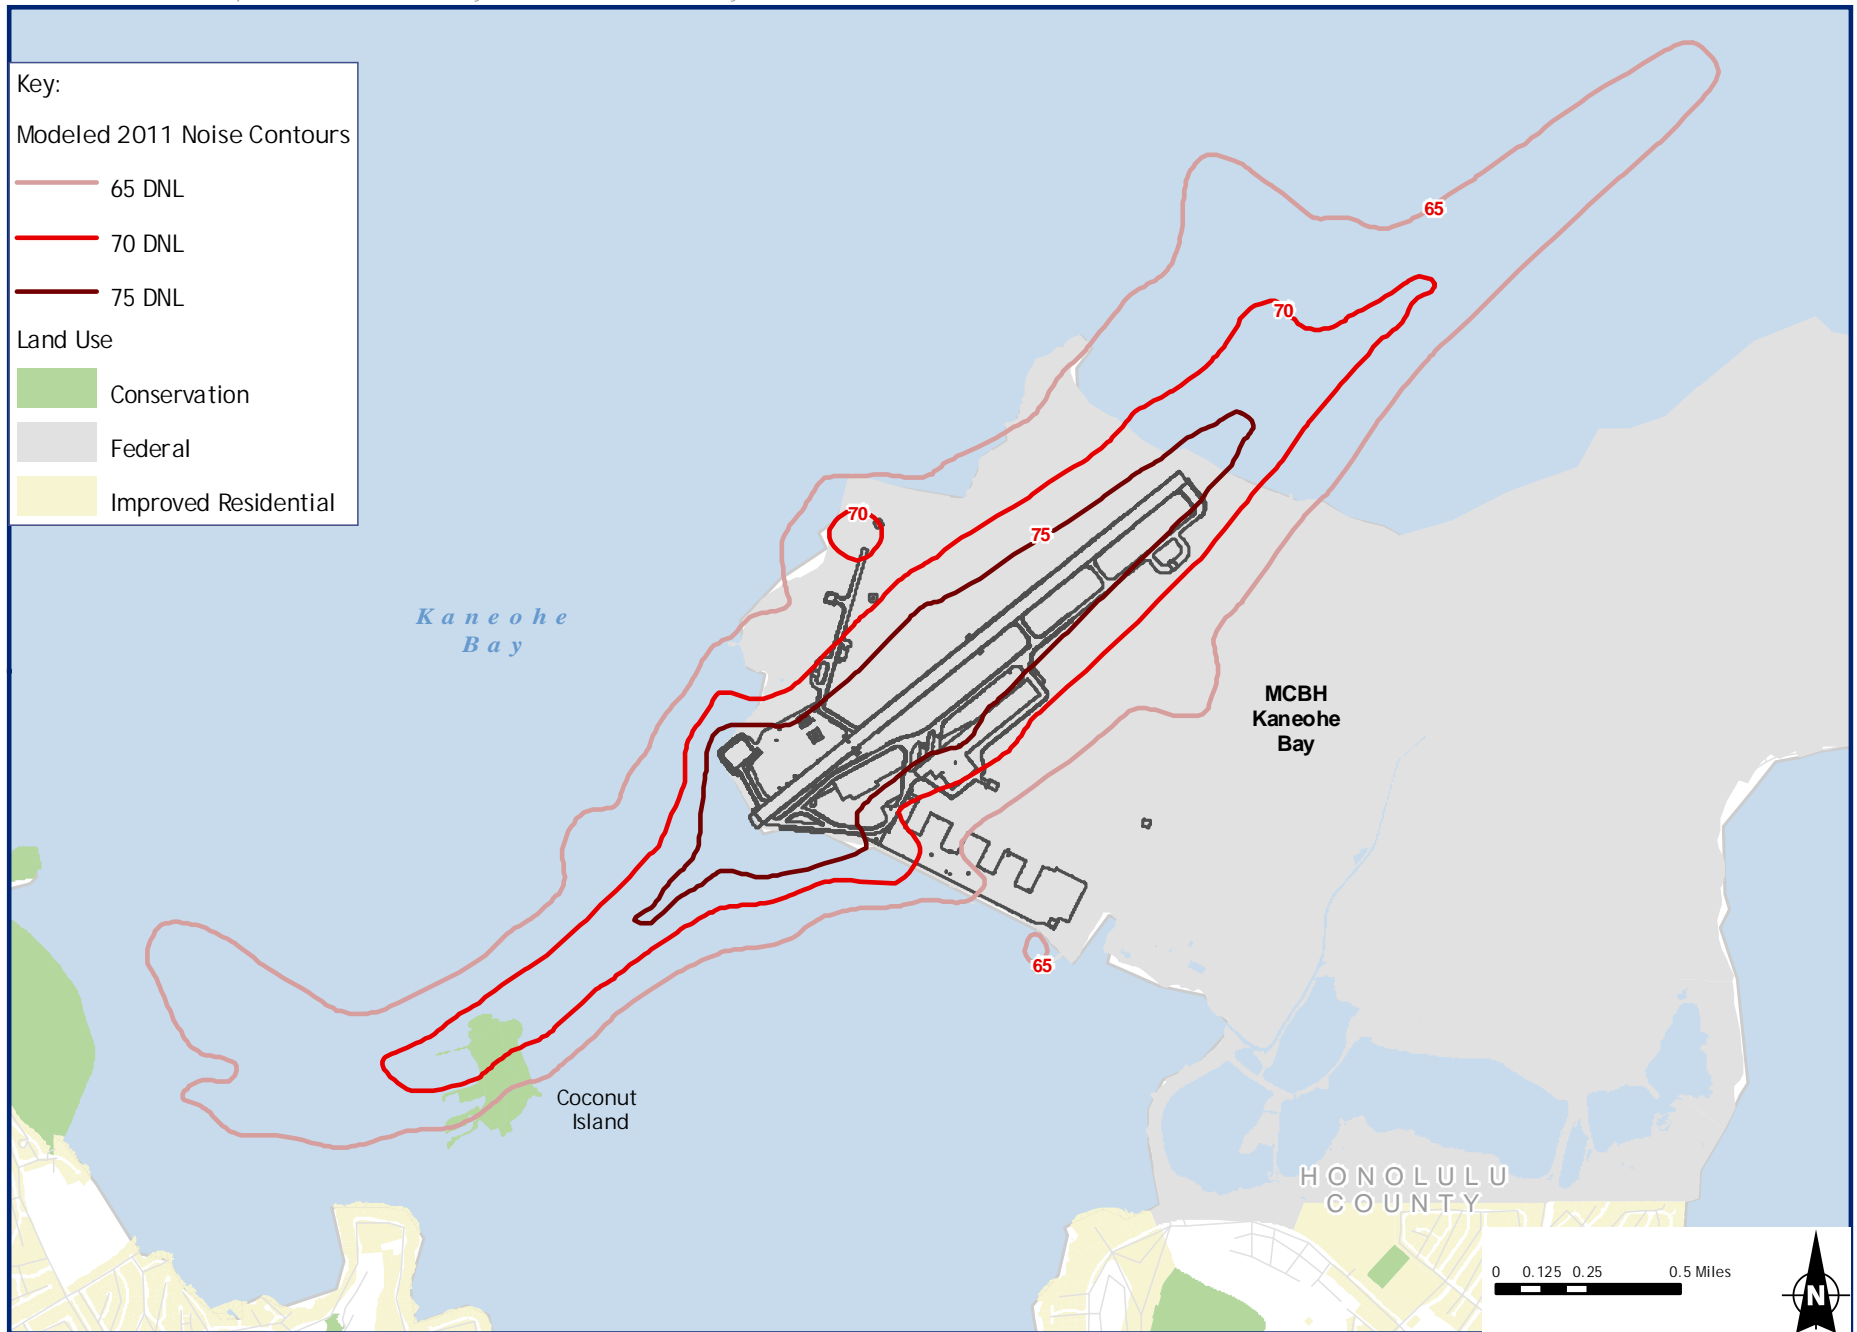 Key:
Modeled 2011 Noise Contours
65 DNL
70 DNL
75 DNL
Land Use
Conservation
Federal
Improved Residential
65
70
70
75
Kaneohe
Bay
MCBH
Kaneohe
Bay
65
Coconut
Island
HONOLULU
COUNTY
0 0.125 0.25 0.5 Miles
N